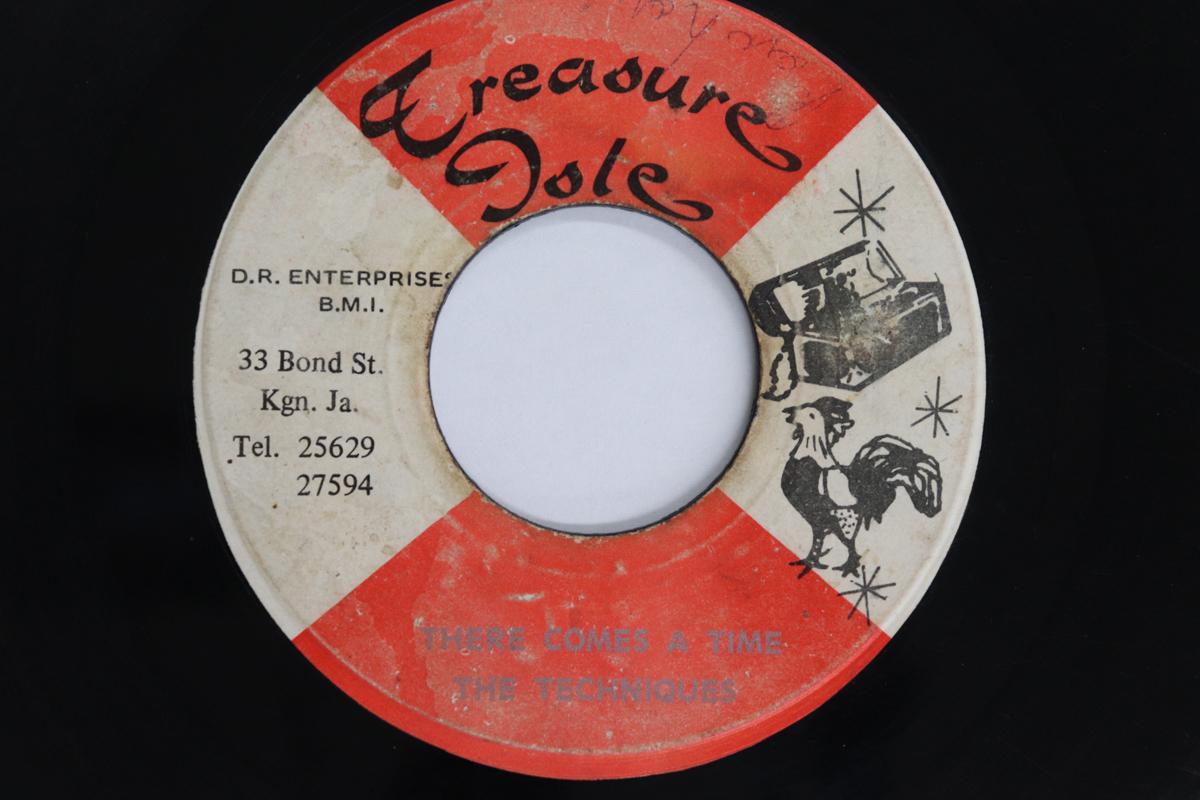 Treasure
Isle
D.R. ENTERPRISES
B.M.I.
33 Bond St.
Kgn. Ja.
Tel. 25629
27594
THERE COMES A TIME
THE TECHNIQUES